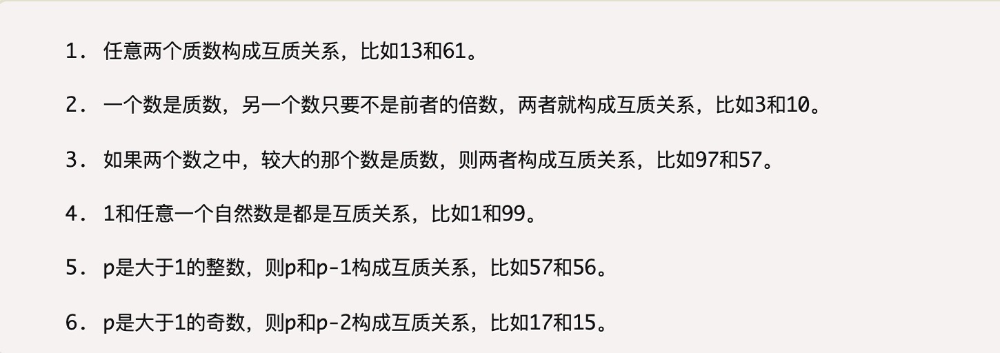 1. 任意两个质数构成互质关系，比如13和61。
2. 一个数是质数，另一个数只要不是前者的倍数，两者就构成互质关系，比如3和10。
3. 如果两个数之中，较大的那个数是质数，则两者构成互质关系，比如97和57。
4. 1和任意一个自然数是都是互质关系，比如1和99。
5. p是大于1的整数，则p和p-1构成互质关系，比如57和56。
6. p是大于1的奇数，则p和p-2构成互质关系，比如17和15。